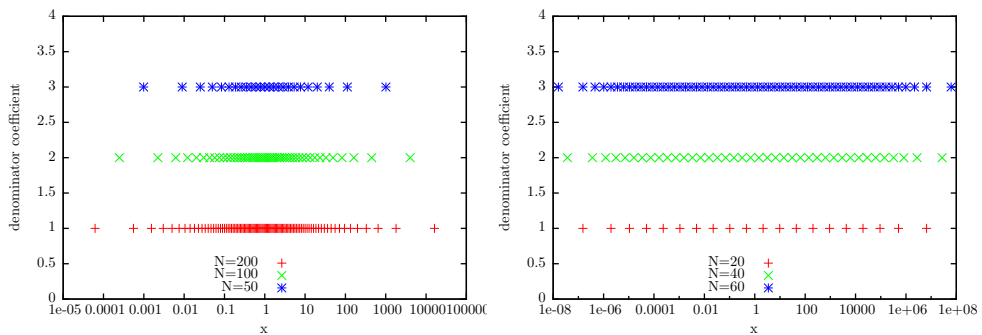 4
3.5
3
2.5
2
1.5
1
0.5
0
denominator coefficient
N=200
N=100
N=50
1e-05 0.0001 0.001 0.01 0.1 1 10 100 1000 10000 100000
x
4
3.5
3
2.5
2
1.5
1
0.5
0
denominator coefficient
N=20
N=40
N=60
1e-08 1e-06 0.0001 0.01 1 100 10000 1e+06 1e+08
x